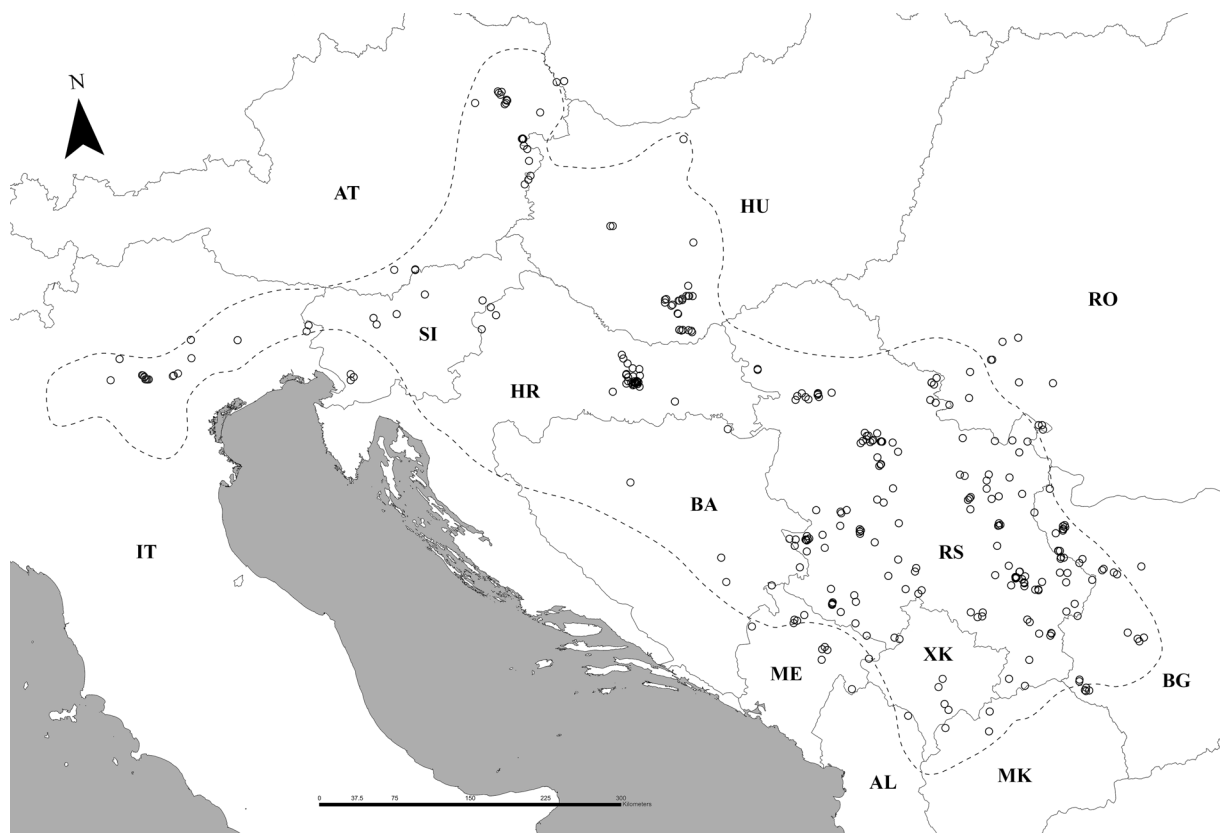 N
AT
HU
RO
SI
HR
BA
RS
IT
XK
ME
BG
AL
MK
0 37.5 75 150 225 300
Kilometers